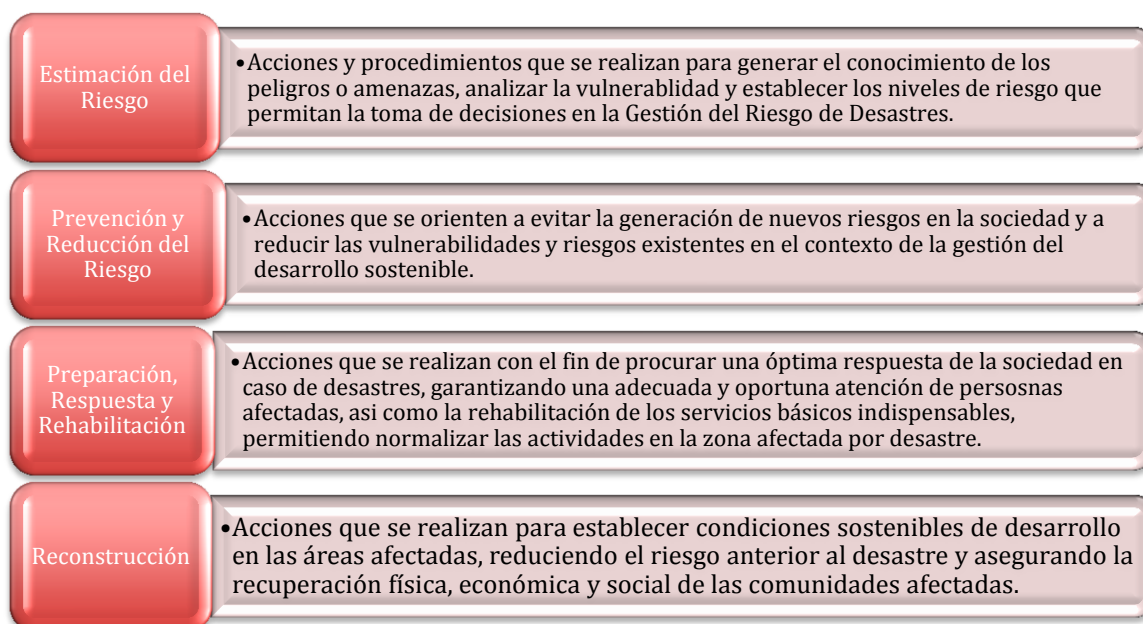 Estimación del
Riesgo
•Acciones y procedimientos que se realizan para generar el conocimiento de los
peligros o amenazas, analizar la vulnerablidad y establecer los niveles de riesgo que
permitan la toma de decisiones en la Gestión del Riesgo de Desastres.
Prevención y
Reducción del
Riesgo
•Acciones que se orienten a evitar la generación de nuevos riesgos en la sociedad y a
reducir las vulnerabilidades y riesgos existentes en el contexto de la gestión del
desarrollo sostenible.
Preparación,
Respuesta y
Rehabilitación
•Acciones que se realizan con el fin de procurar una óptima respuesta de la sociedad en
caso de desastres, garantizando una adecuada y oportuna atención de persosnas
afectadas, asi como la rehabilitación de los servicios básicos indispensables,
permitiendo normalizar las actividades en la zona afectada por desastre.
Reconstrucción
•Acciones que se realizan para establecer condiciones sostenibles de desarrollo
en las áreas afectadas, reduciendo el riesgo anterior al desastre y asegurando la
recuperación física, económica y social de las comunidades afectadas.